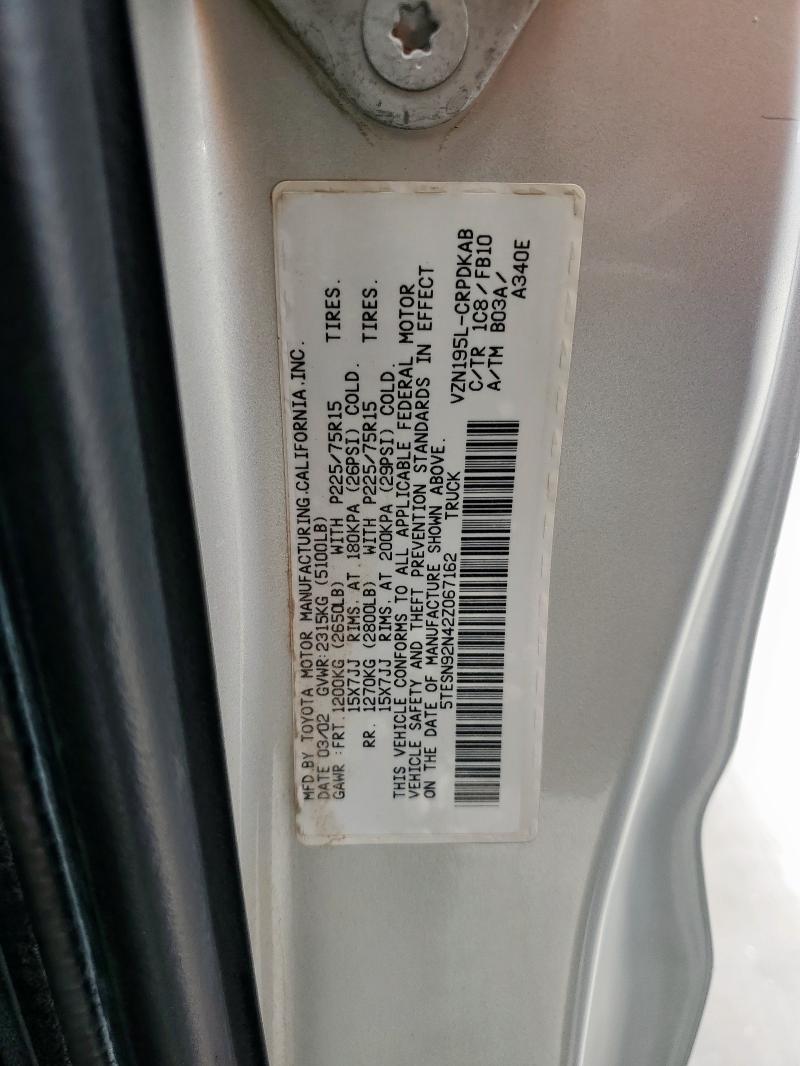 MFD.BY TOYOTA MOTOR MANUFACTURING.CALIFORNIA.INC.
DATE 03/02 GVWR:2315KG (5100LB)
GAWR :FRT.1200KG (2650LB) WITH P225/75R15 TIRES.
15X7JJ RIMS. AT 180KPA (26PSI) COLD.
RR. 1270KG (2800LB) WITH P225/75R15 TIRES.
15X7JJ RIMS. AT 200KPA (29PSI) COLD.
THIS VEHICLE CONFORMS TO ALL APPLICABLE FEDERAL MOTOR
VEHICLE SAFETY AND THEFT PREVENTION STANDARDS IN EFFECT
ON THE DATE OF MANUFACTURE SHOWN ABOVE.
5TESN92N42Z067162 TRUCK
VZN195L-CRPDKAB
C/TR 1C8/FB10
A/TM B03A/
A340E